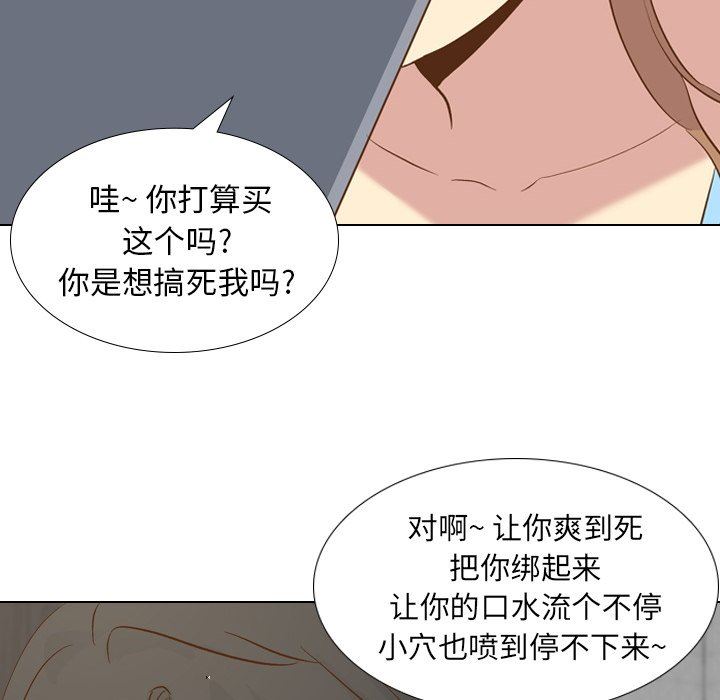 哇~ 你打算买
这个吗?
你是想搞死我吗?
对啊~ 让你爽到死
把你绑起来
让你的口水流个不停
小穴也喷到停不下来~